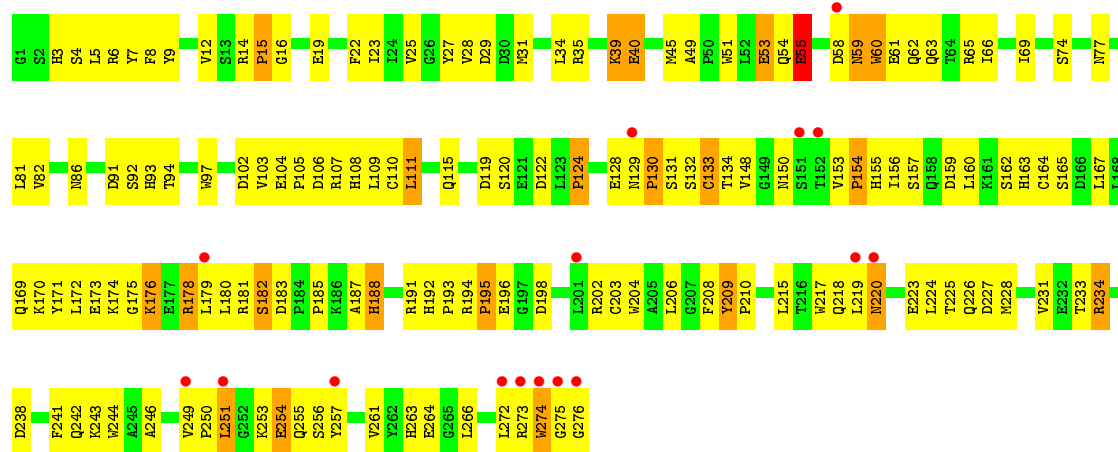 G1 S2 H3 S4 L5 R6 Y7 F8 Y9 V12 S13 R14 P15 G16 E19 F22 I23 I24 V25 G26 Y27 V28 D29 D30 M31 L34 R35 K39 E40 M45 A49 P50 W51 L52 E53 Q54 E55 D58 N59 W60 E61 Q62 Q63 T64 R65 I66 I69 S74 N77
L81 V82 N86 D91 S92 H93 T94 W97 D102 V103 E104 P105 D106 R107 H108 L109 C110 L111 Q115 D119 S120 E121 D122 L123 P124 E128 N129 P130 S131 S132 C133 T134 V148 G149 N150 S151 T152 V153 P154 H155 I156 S157 Q158 D159 L160 K161 S162 H163 C164 S165 D166 L167 L168
Q169 K170 Y171 L172 E173 K174 G175 K176 E177 R178 L179 L180 R181 S182 D183 P184 P185 K186 A187 H188 R191 H192 P193 R194 P195 E196 G197 D198 L201 R202 C203 W204 A205 L206 G207 F208 Y209 P210 L215 T216 W217 Q218 L219 N220 E223 L224 T225 Q226 D227 M228 V231 E232 T233 R234
D238 F241 Q242 K243 W244 A245 A246 V249 P250 L251 G252 K253 E254 Q255 S256 Y257 V261 Y262 H263 E264 G265 L266 L272 R273 W274 G275 G276